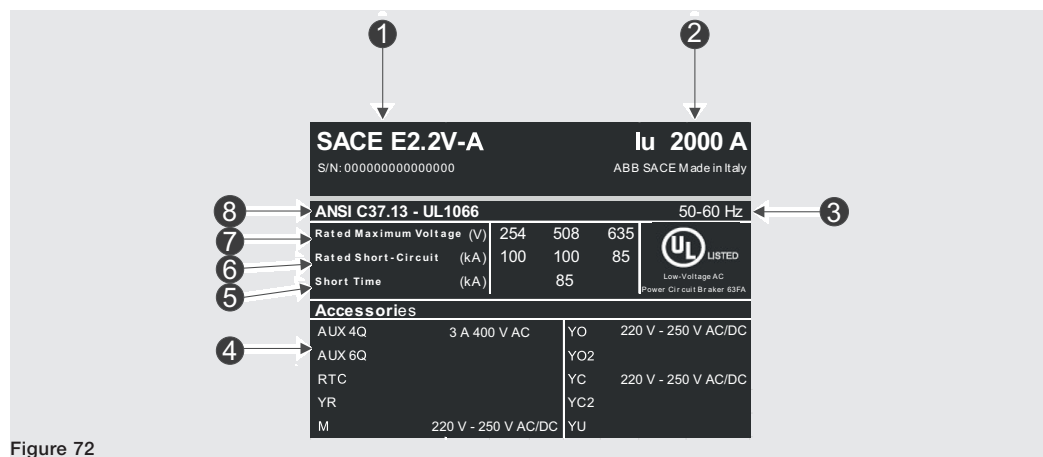 1 2
SACE E2.2V-A Iu 2000 A
S/N: 000000000000000 ABB SACE Made in Italy
8 ANSI C37.13 - UL1066 50-60 Hz 3
7 Rated Maximum Voltage (V) 254 508 635
6 Rated Short-Circuit (kA) 100 100 85
5 Short Time (kA) 85
UL LISTED
Low-Voltage AC
Power Circuit Braker 63FA
Accessories
4
AUX 4Q 3 A 400 V AC YO 220 V - 250 V AC/DC
AUX 6Q YO2
RTC YC 220 V - 250 V AC/DC
YR YC2
M 220 V - 250 V AC/DC YU
Figure 72